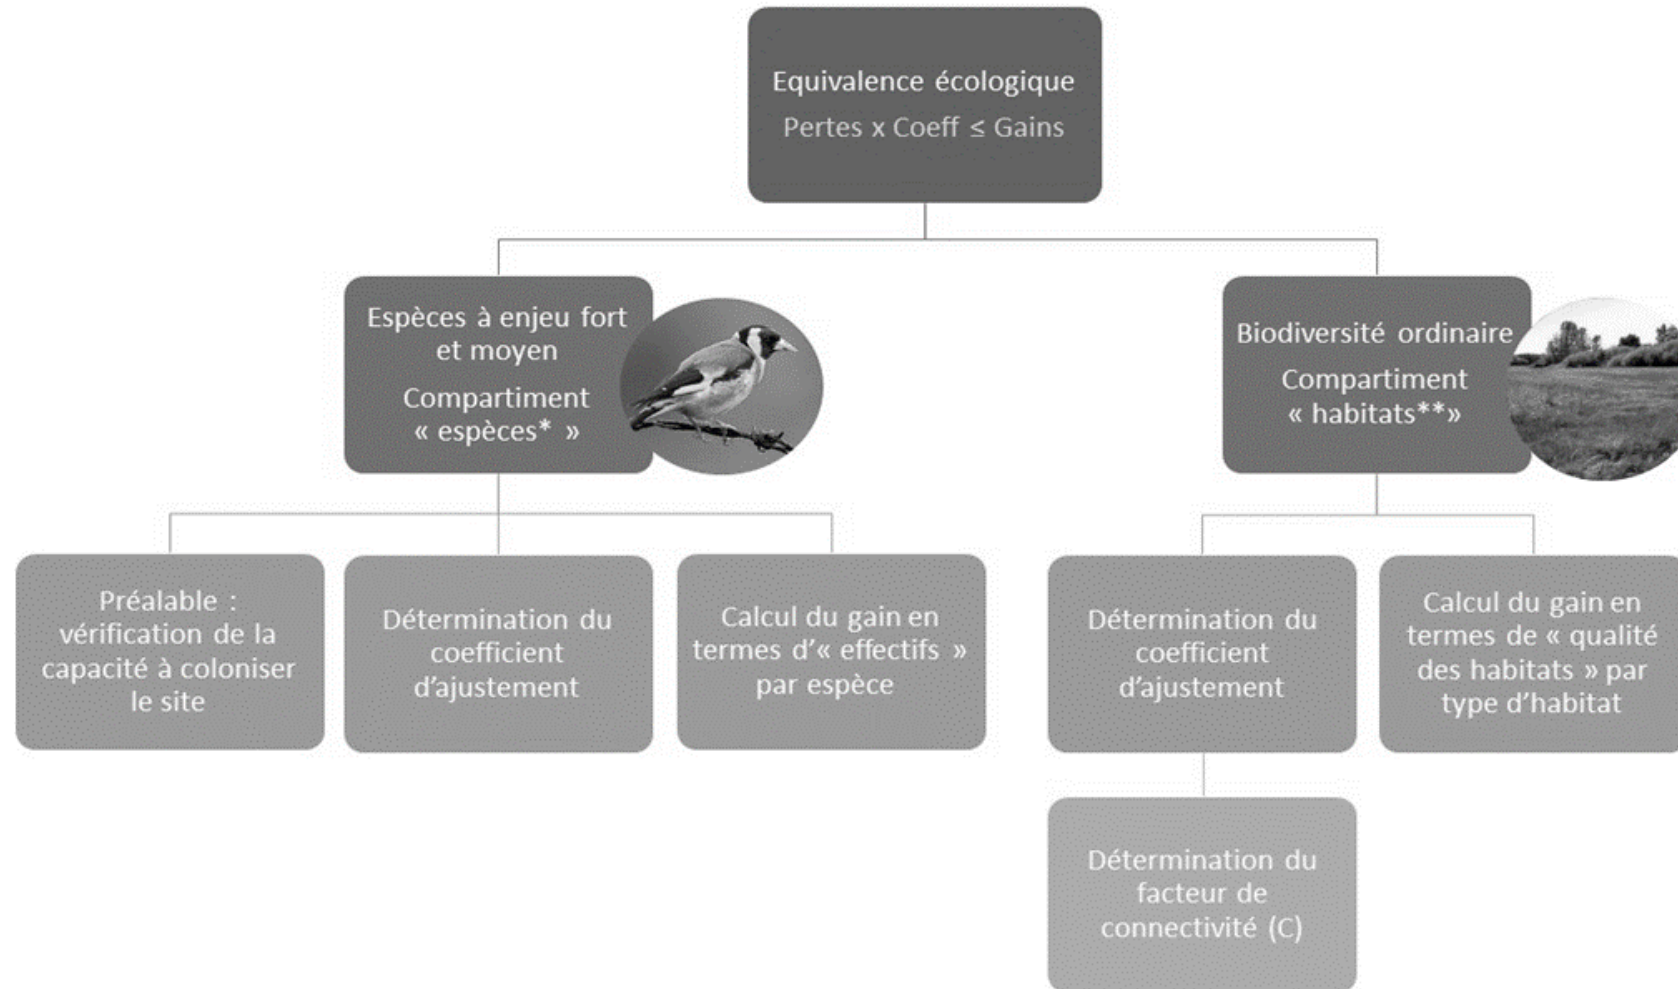 Equivalence écologique
Pertes x Coeff ≤ Gains
Espèces à enjeu fort
et moyen
Compartiment
« espèces* »
Biodiversité ordinaire
Compartiment
« habitats**»
Préalable :
vérification de la
capacité à coloniser
le site
Détermination du
coefficient
d’ajustement
Calcul du gain en
termes d’« effectifs »
par espèce
Détermination du
coefficient
d’ajustement
Calcul du gain en
termes de « qualité
des habitats » par
type d’habitat
Détermination du
facteur de
connectivité (C)